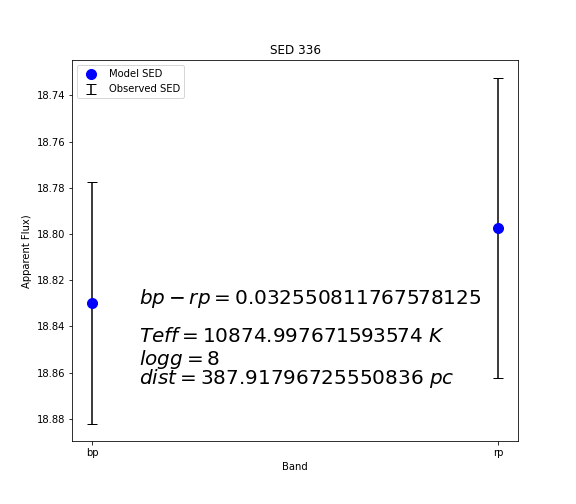 SED 336
Model SED
Observed SED
18.74
18.76
18.78
18.80
18.82
18.84
18.86
18.88
Apparent Flux)
bp − rp = 0.032550811767578125
Teff = 10874.997671593574 K
logg = 8
dist = 387.91796725550836 pc
bp
rp
Band